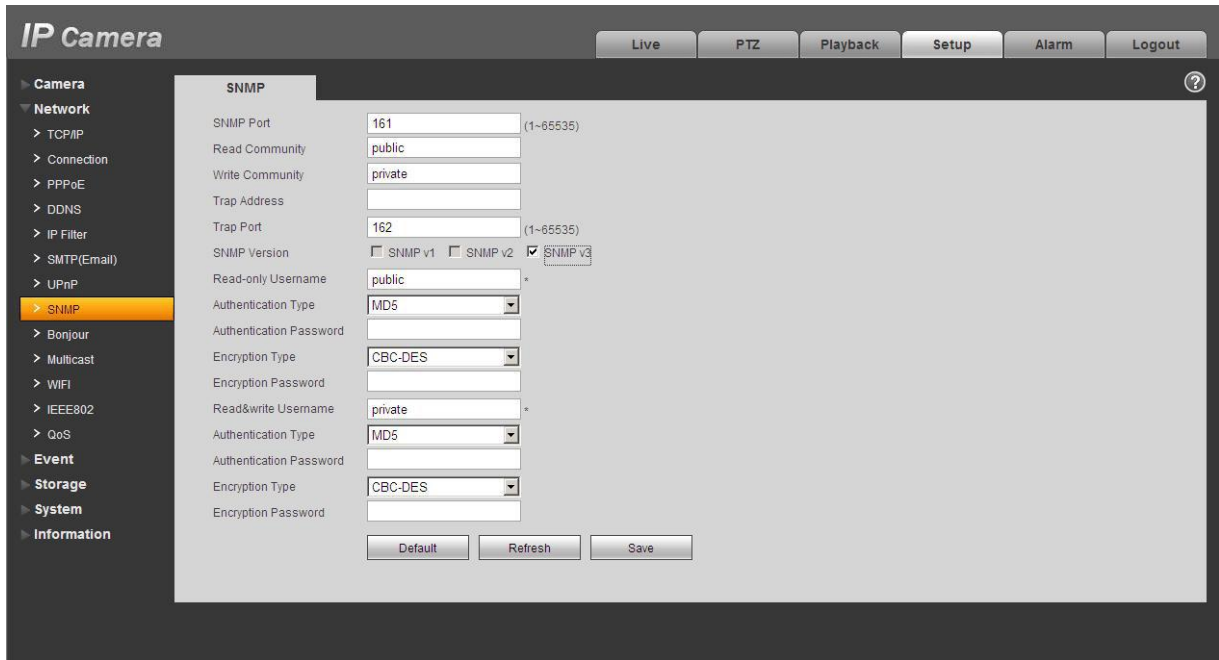 IP Camera
Live PTZ Playback Setup Alarm Logout
Camera
Network
> TCP/IP
> Connection
> PPPoE
> DDNS
> IP Filter
> SMTP(Email)
> UPnP
> SNMP
> Bonjour
> Multicast
> WIFI
> IEEE802
> QoS
Event
Storage
System
Information
SNMP
?
SNMP Port 161 (1~65535)
Read Community public
Write Community private
Trap Address
Trap Port 162 (1~65535)
SNMP Version SNMP v1 SNMP v2 SNMP v3
Read-only Username public *
Authentication Type MD5
Authentication Password
Encryption Type CBC-DES
Encryption Password
Read&write Username private *
Authentication Type MD5
Authentication Password
Encryption Type CBC-DES
Encryption Password
Default Refresh Save